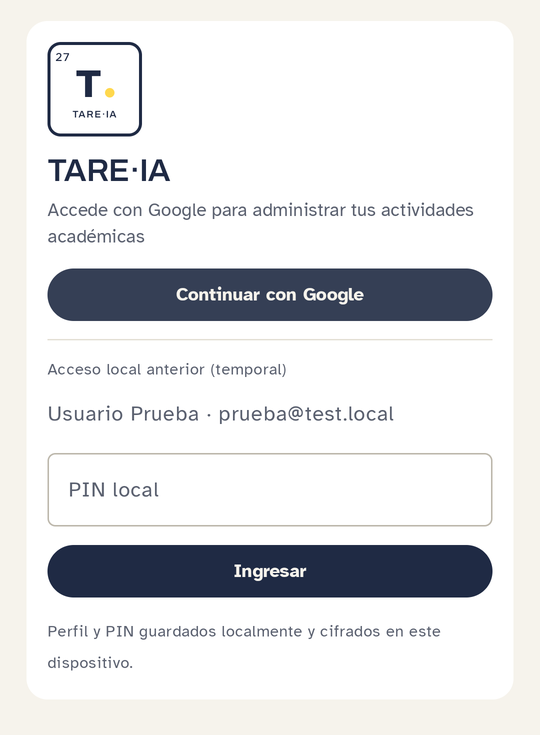 27
T.
TARE·IA
TARE·IA
Accede con Google para administrar tus actividades
académicas
Continuar con Google
Acceso local anterior (temporal)
Usuario Prueba · prueba@test.local
PIN local
Ingresar
Perfil y PIN guardados localmente y cifrados en este
dispositivo.